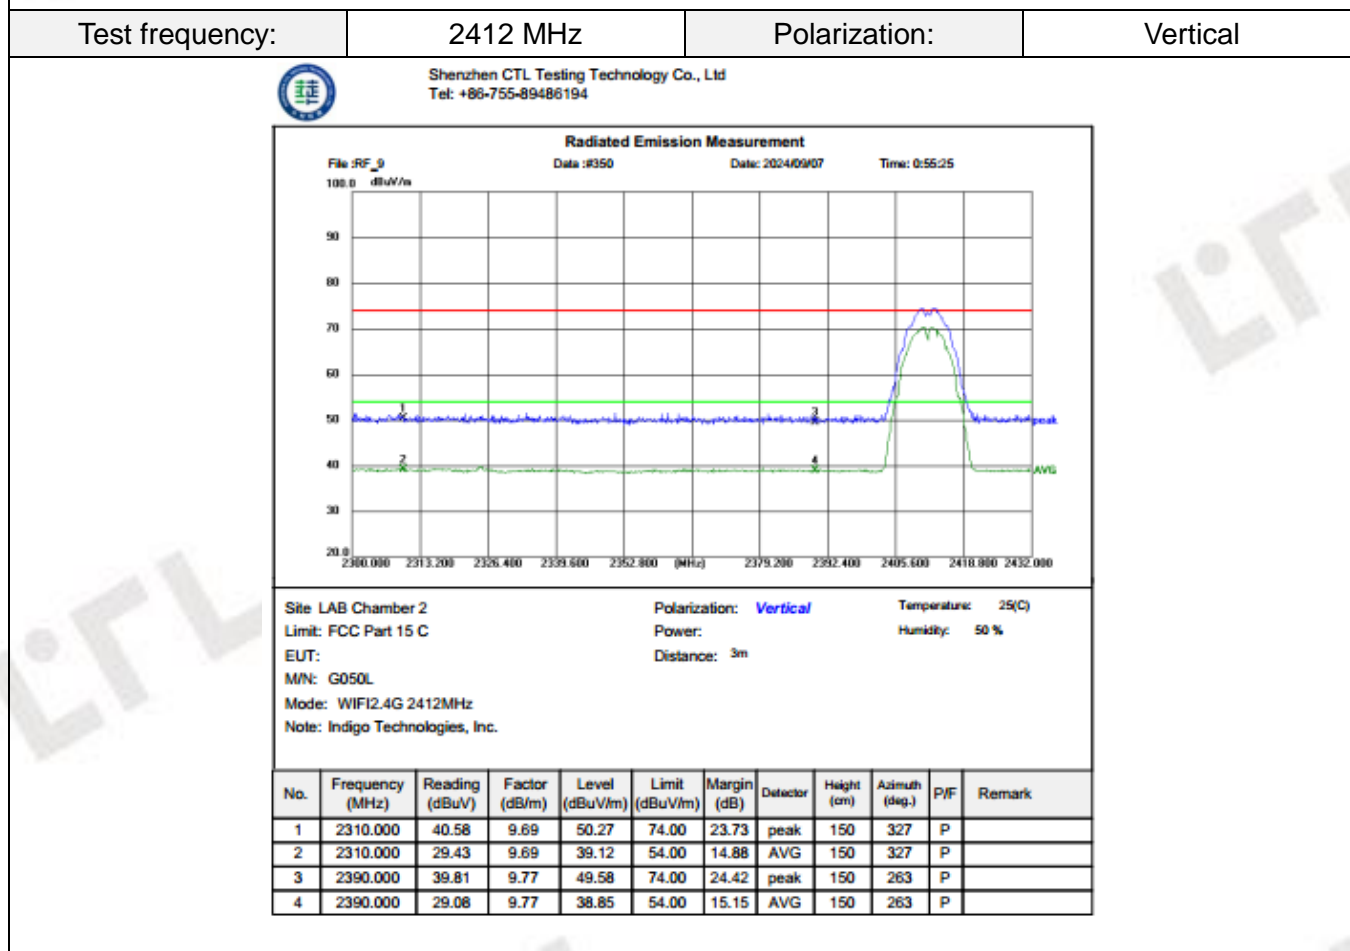 Test frequency: 2412 MHz Polarization: Vertical
Shenzhen CTL Testing Technology Co., Ltd
Tel: +86-755-89486194
Radiated Emission Measurement
File :RF_9 Data :#350 Date: 2024/09/07 Time: 0:55:25
100.0 dBuV/m
90
80
70
60
50
40
30
20.0
1
2
3
4
peak
AVG
2300.000 2313.200 2326.400 2339.600 2352.800 (MHz) 2379.200 2392.400 2405.600 2418.800 2432.000
Site LAB Chamber 2 Polarization: Vertical Temperature: 25(C)
Limit: FCC Part 15 C Power: Humidity: 50 %
EUT: Distance: 3m
M/N: G050L
Mode: WIFI2.4G 2412MHz
Note: Indigo Technologies, Inc.
No. Frequency (MHz) Reading (dBuV) Factor (dB/m) Level (dBuV/m) Limit (dBuV/m) Margin (dB) Detector Height (cm) Azimuth (deg.) P/F Remark
1 2310.000 40.58 9.69 50.27 74.00 23.73 peak 150 327 P
2 2310.000 29.43 9.69 39.12 54.00 14.88 AVG 150 327 P
3 2390.000 39.81 9.77 49.58 74.00 24.42 peak 150 263 P
4 2390.000 29.08 9.77 38.85 54.00 15.15 AVG 150 263 P